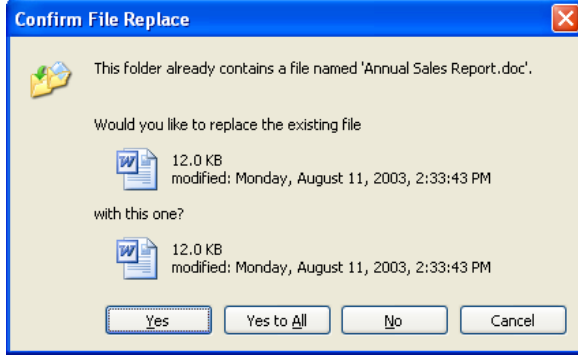 Confirm File Replace
This folder already contains a file named 'Annual Sales Report.doc'.
Would you like to replace the existing file
12.0 KB
modified: Monday, August 11, 2003, 2:33:43 PM
with this one?
12.0 KB
modified: Monday, August 11, 2003, 2:33:43 PM
Yes Yes to All No Cancel